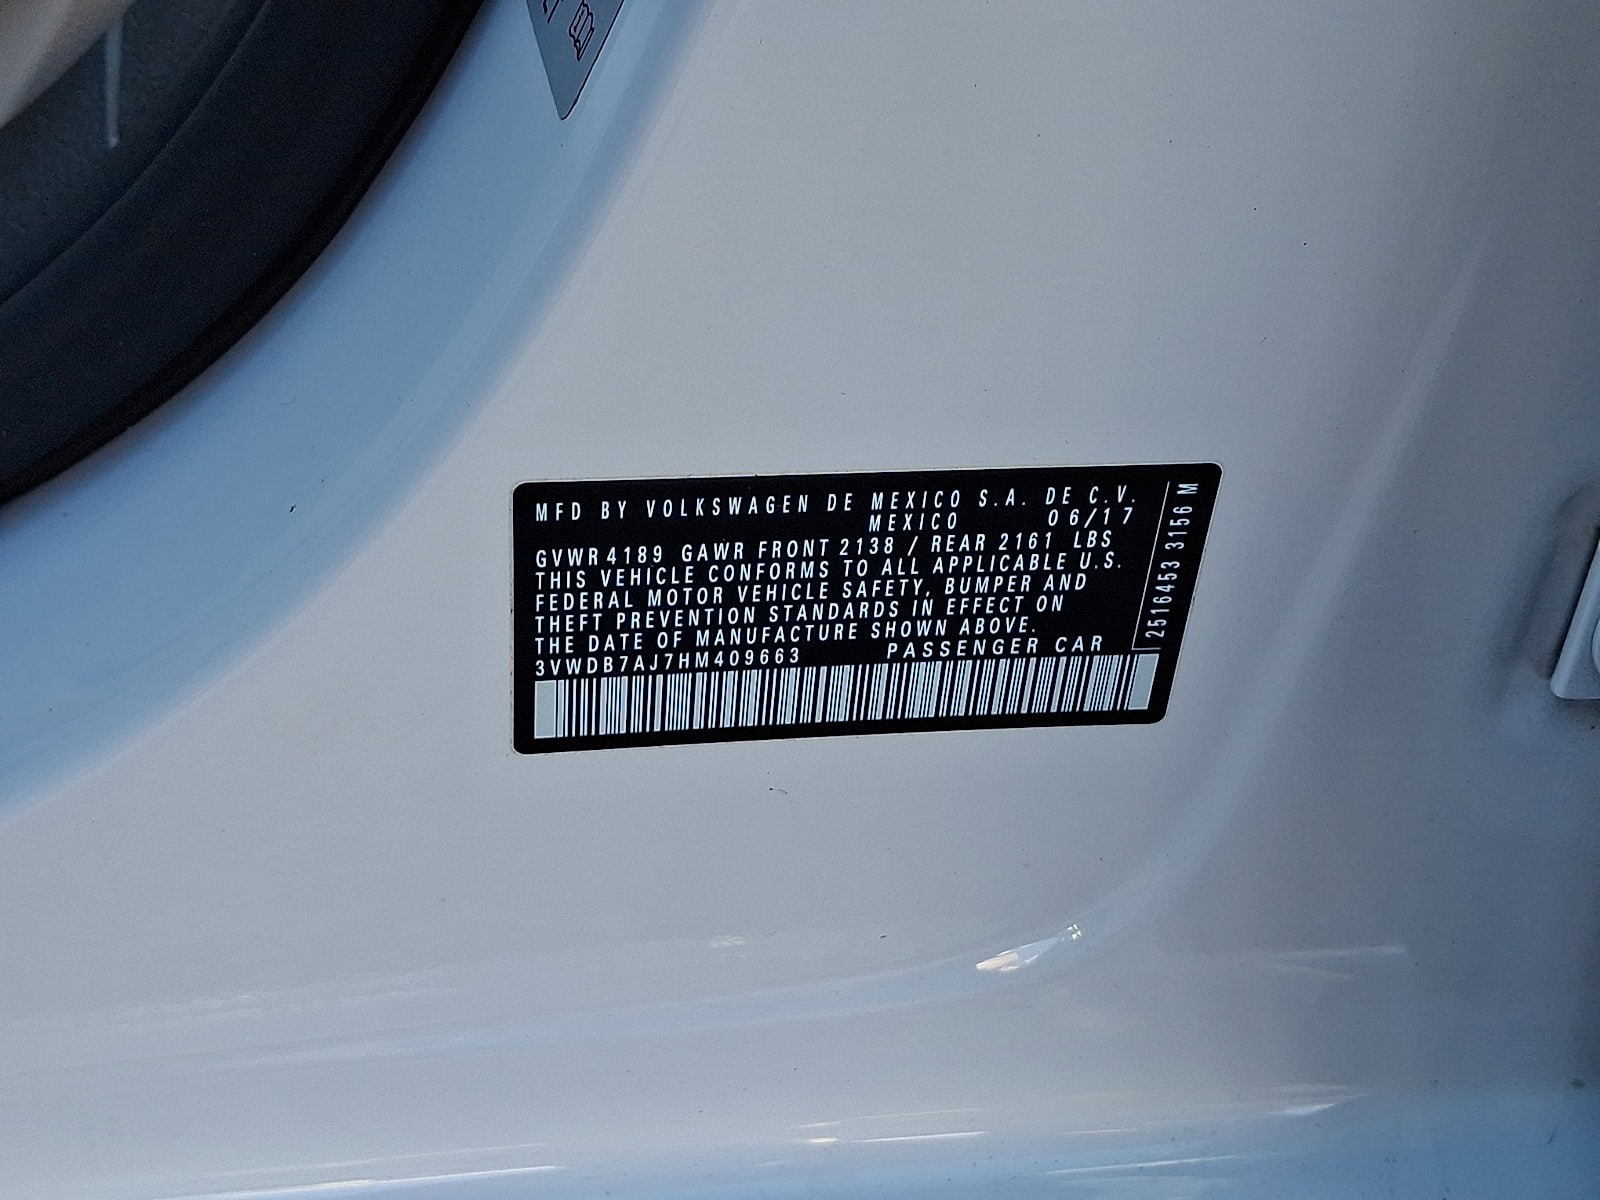 MFD BY VOLKSWAGEN DE MEXICO S.A. DE C.V.
MEXICO 06/17
GVWR 4189 GAWR FRONT 2138 / REAR 2161 LBS
THIS VEHICLE CONFORMS TO ALL APPLICABLE U.S.
FEDERAL MOTOR VEHICLE SAFETY, BUMPER AND
THEFT PREVENTION STANDARDS IN EFFECT ON
THE DATE OF MANUFACTURE SHOWN ABOVE.
3VWDB7AJ7HM409663 PASSENGER CAR
2516453 3156 M